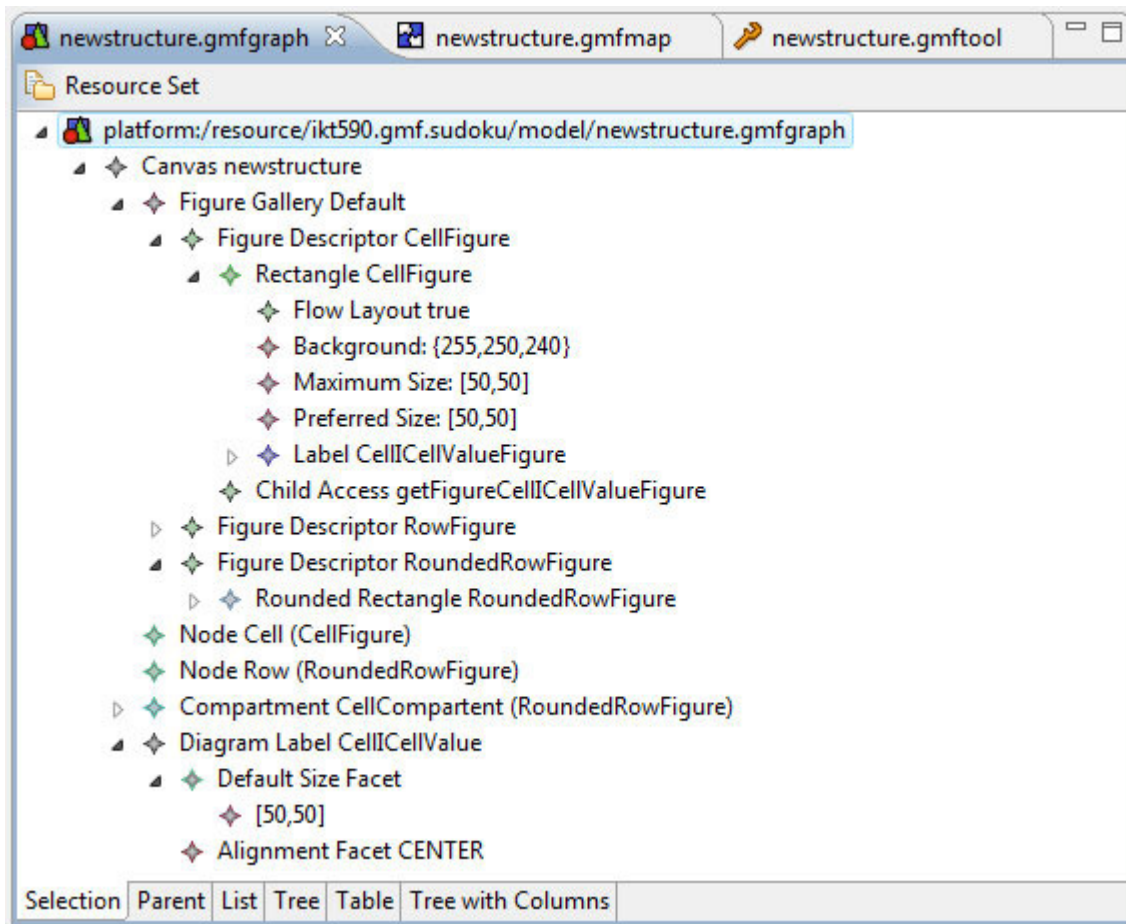 newstructure.gmfgraph newstructure.gmfmap newstructure.gmftool
Resource Set
platform:/resource/ikt590.gmf.sudoku/model/newstructure.gmfgraph
Canvas newstructure
Figure Gallery Default
Figure Descriptor CellFigure
Rectangle CellFigure
Flow Layout true
Background: {255,250,240}
Maximum Size: [50,50]
Preferred Size: [50,50]
Label CellICellValueFigure
Child Access getFigureCellICellValueFigure
Figure Descriptor RowFigure
Figure Descriptor RoundedRowFigure
Rounded Rectangle RoundedRowFigure
Node Cell (CellFigure)
Node Row (RoundedRowFigure)
Compartment CellCompartent (RoundedRowFigure)
Diagram Label CellICellValue
Default Size Facet
[50,50]
Alignment Facet CENTER
Selection Parent List Tree Table Tree with Columns